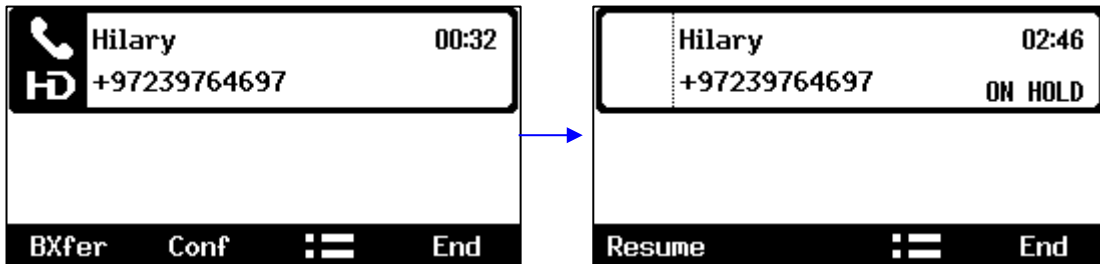 Hilary 00:32
HD +97239764697
BXfer Conf End
Hilary 02:46
+97239764697 ON HOLD
Resume End